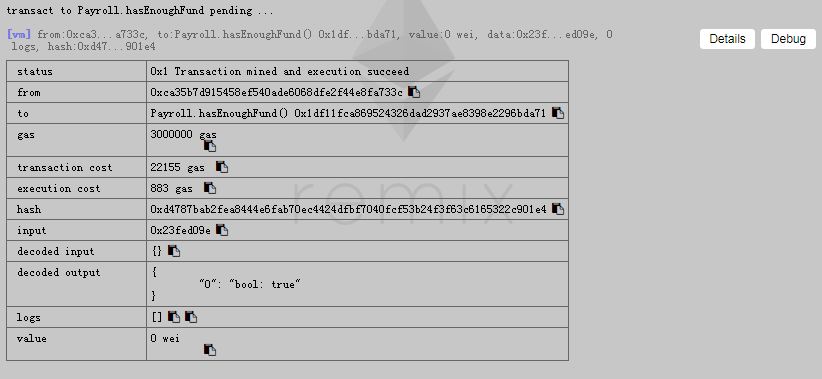 transact to Payroll.hasEnoughFund pending ...
[vm] from:0xca3...a733c, to:Payroll.hasEnoughFund() 0x1df...bda71, value:0 wei, data:0x23f...ed09e, 0
logs, hash:0xd47...901e4
Details Debug
status 0x1 Transaction mined and execution succeed
from 0xca35b7d915458ef540ade6068dfe2f44e8fa733c
to Payroll.hasEnoughFund() 0x1df11fca869524326dad2937ae8398e2296bda71
gas 3000000 gas
transaction cost 22155 gas
execution cost 883 gas
remix
hash 0xd4787bab2fea8444e6fab70ec4424dfbf7040fcf53b24f3f63c6165322c901e4
input 0x23fed09e
decoded input {}
decoded output {
"0": "bool: true"
}
logs []
value 0 wei